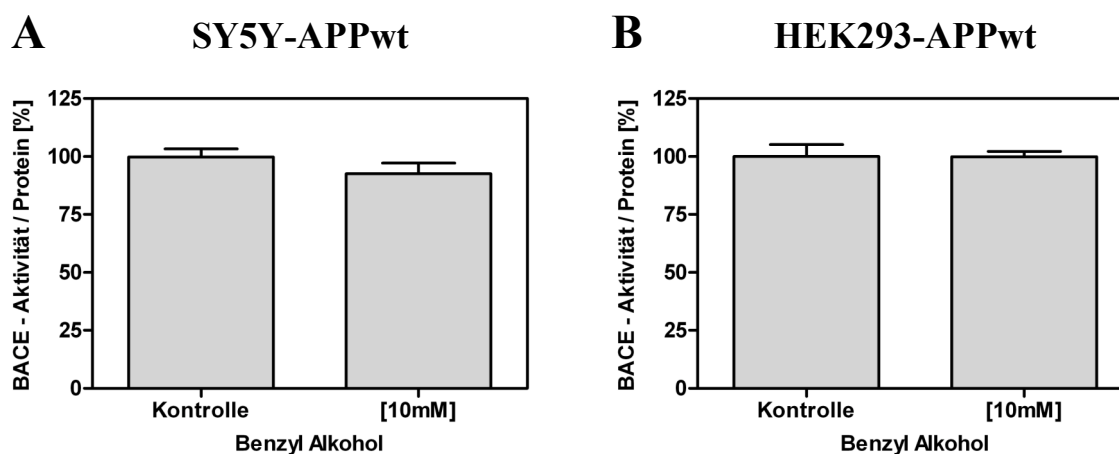 A
SY5Y-APPwt
BACE - Aktivität / Protein [%]
125
100
75
50
25
0
Kontrolle
[10mM]
Benzyl Alkohol
B
HEK293-APPwt
BACE - Aktivität / Protein [%]
125
100
75
50
25
0
Kontrolle
[10mM]
Benzyl Alkohol